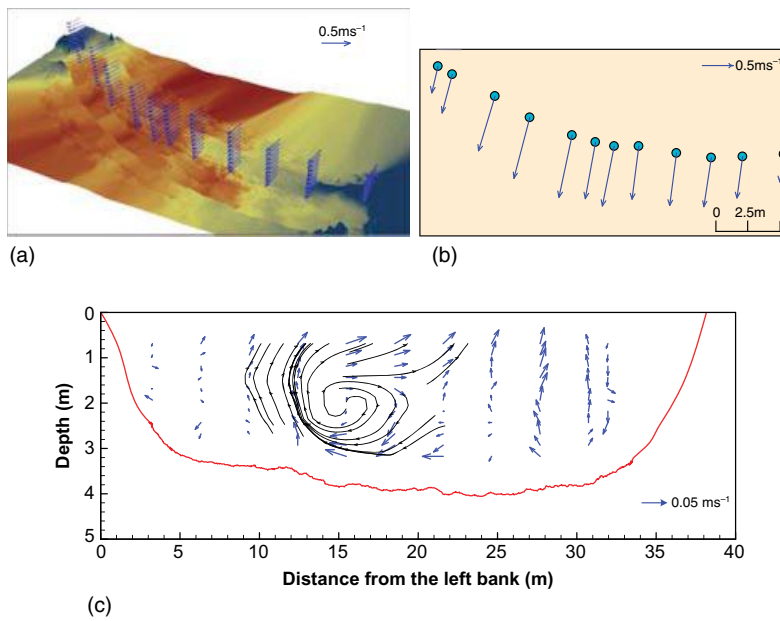 0.5ms⁻¹
(a)
0.5ms⁻¹
0 2.5m
(b)
0
1
2
3
4
5
Depth (m)
0.05 ms⁻¹
0 5 10 15 20 25 30 35 40
Distance from the left bank (m)
(c)